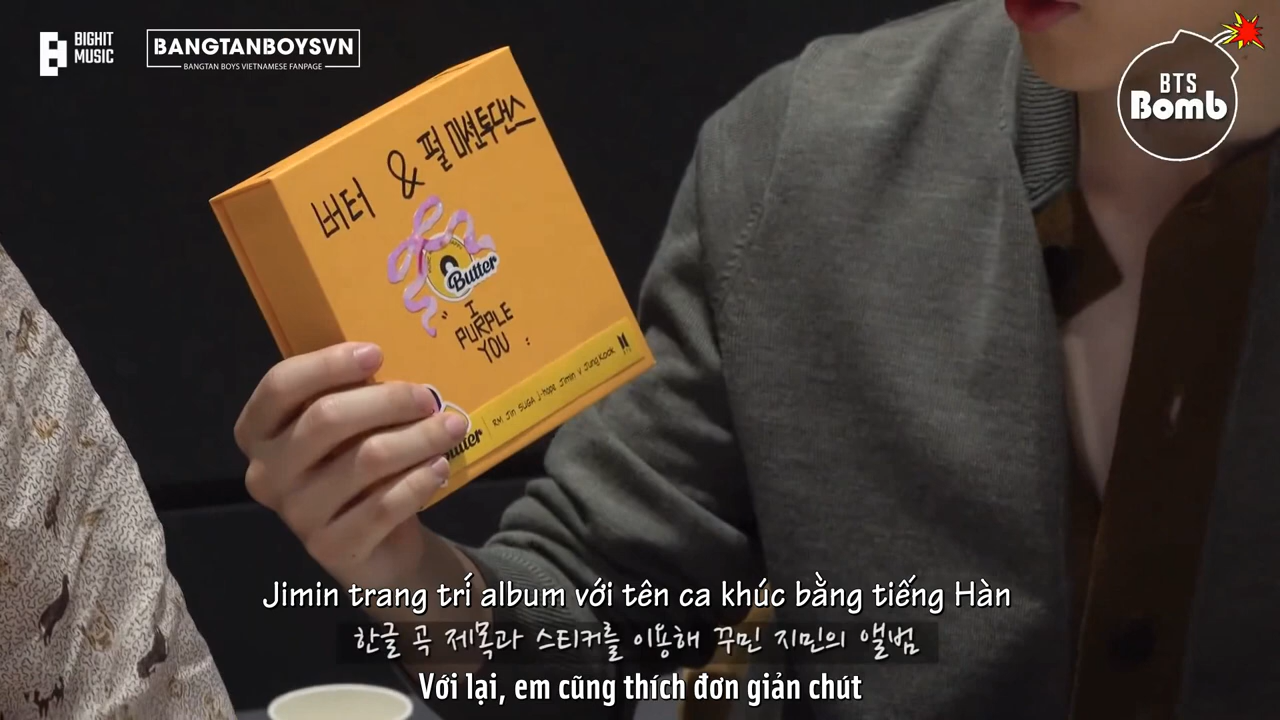 BIGHIT
MUSIC
BANGTANBOYSVN
BANGTAN BOYS VIETNAMESE FANPAGE
BTS
Bomb
버터 & 펄미션투댄스
Butter
"I
PURPLE
YOU :
RM Jin SUGA j-hope Jimin V Jung Kook
BTS
Butter
Jimin trang trí album với tên ca khúc bằng tiếng Hàn
한글 곡 제목과 스티커를 이용해 꾸민 지민의 앨범
Với lại, em cũng thích đơn giản chút